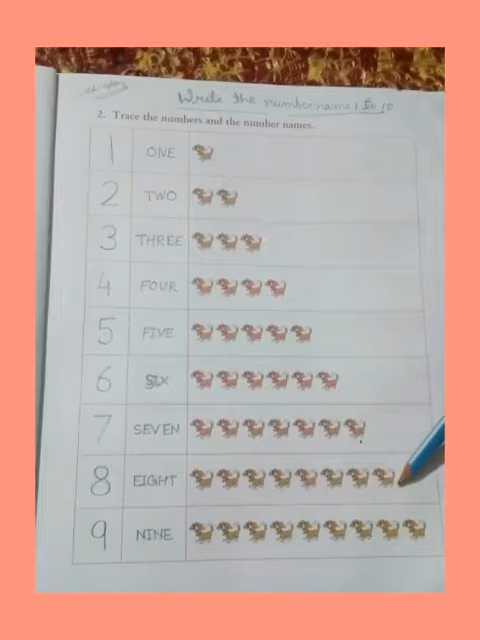 Write the number names 1 to 10
2. Trace the numbers and the number names.
1 ONE
2 TWO
3 THREE
4 FOUR
5 FIVE
6 SIX
7 SEVEN
8 EIGHT
9 NINE